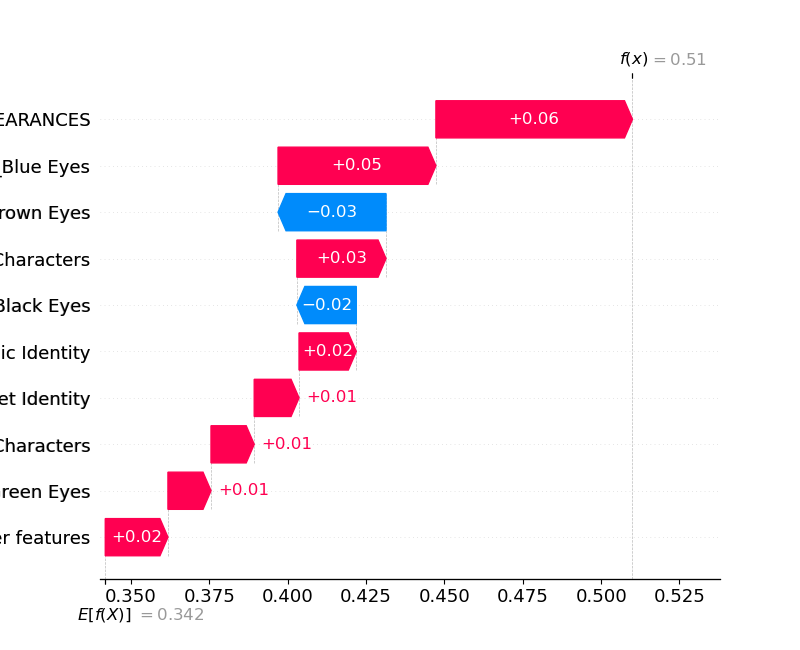 f(x) = 0.51
EARANCES +0.06
_Blue Eyes +0.05
rown Eyes −0.03
Characters +0.03
Black Eyes −0.02
ic Identity +0.02
et Identity +0.01
Characters +0.01
reen Eyes +0.01
er features +0.02
0.350 0.375 0.400 0.425 0.450 0.475 0.500 0.525
E[f(X)] = 0.342